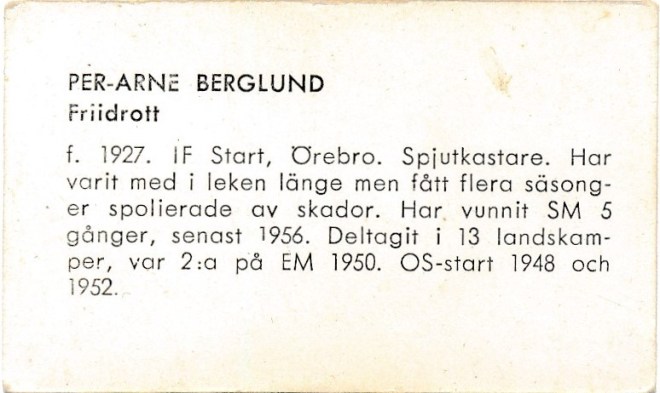 PER-ARNE BERGLUND
Friidrott
f. 1927. IF Start, Örebro. Spjutkastare. Har
varit med i leken länge men fått flera säsong-
er spolierade av skador. Har vunnit SM 5
gånger, senast 1956. Deltagit i 13 landskam-
per, var 2:a på EM 1950. OS-start 1948 och
1952.